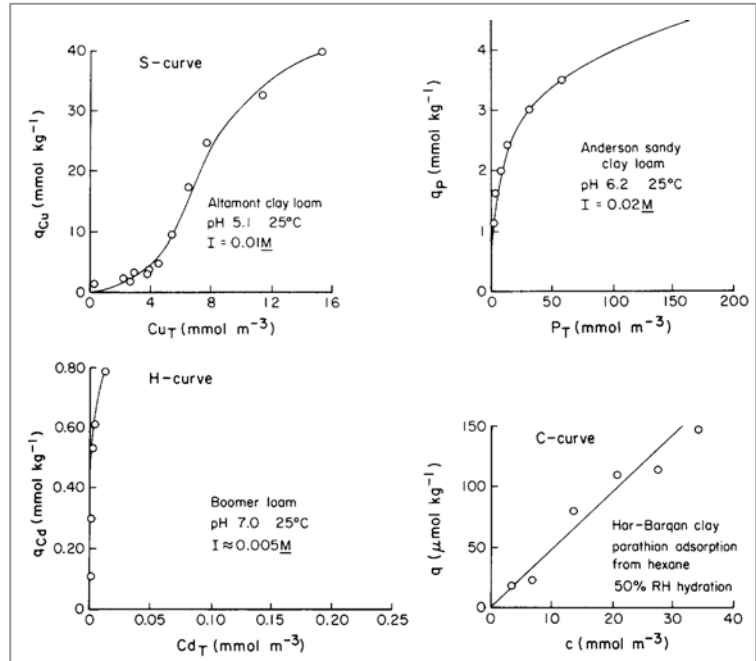 S-curve
40
30
20
10
0
q_Cu (mmol kg⁻¹)
Altamont clay loam
pH 5.1 25°C
I = 0.01M
0 4 8 12 16
Cu_T (mmol m⁻³)
4
3
2
1
0
q_P (mmol kg⁻¹)
Anderson sandy
clay loam
pH 6.2 25°C
I = 0.02M
0 50 100 150 200
P_T (mmol m⁻³)
H-curve
0.80
0.60
0.40
0.20
0
q_Cd (mmol kg⁻¹)
Boomer loam
pH 7.0 25°C
I ≈ 0.005M
0 0.05 0.10 0.15 0.20 0.25
Cd_T (mmol m⁻³)
C-curve
150
100
50
0
q (μmol kg⁻¹)
Har-Barqan clay
parathion adsorption
from hexane
50% RH hydration
0 10 20 30 40
c (mmol m⁻³)